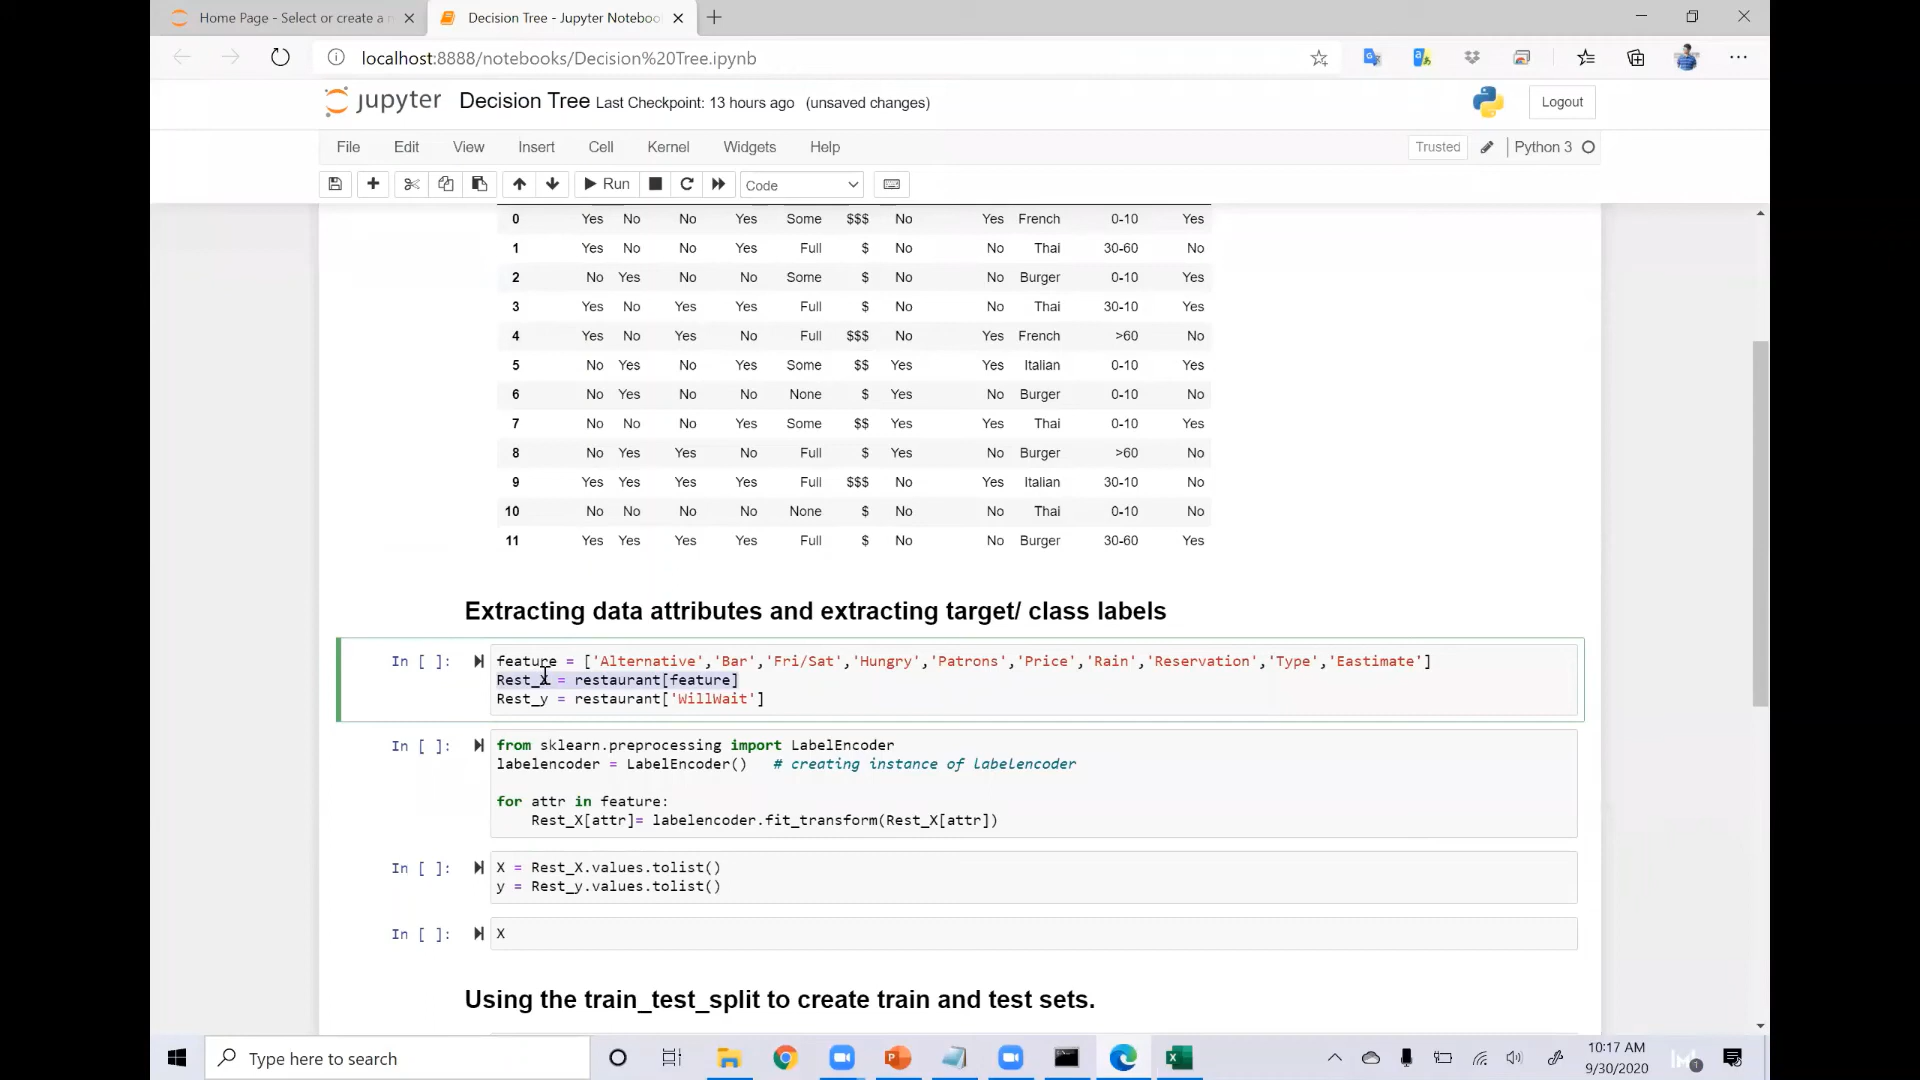 Home Page - Select or create a n
Decision Tree - Jupyter Noteboo
localhost:8888/notebooks/Decision%20Tree.ipynb
jupyter Decision Tree Last Checkpoint: 13 hours ago (unsaved changes)
Logout
File Edit View Insert Cell Kernel Widgets Help
Trusted Python 3
Run Code
0 Yes No No Yes Some $$$ No Yes French 0-10 Yes
1 Yes No No Yes Full $ No No Thai 30-60 No
2 No Yes No No Some $ No No Burger 0-10 Yes
3 Yes No Yes Yes Full $ No No Thai 30-10 Yes
4 Yes No Yes No Full $$$ No Yes French >60 No
5 No Yes No Yes Some $$ Yes Yes Italian 0-10 Yes
6 No Yes No No None $ Yes No Burger 0-10 No
7 No No No Yes Some $$ Yes Yes Thai 0-10 Yes
8 No Yes Yes No Full $ Yes No Burger >60 No
9 Yes Yes Yes Yes Full $$$ No Yes Italian 30-10 No
10 No No No No None $ No No Thai 0-10 No
11 Yes Yes Yes Yes Full $ No No Burger 30-60 Yes
Extracting data attributes and extracting target/ class labels
In [ ]: feature = ['Alternative','Bar','Fri/Sat','Hungry','Patrons','Price','Rain','Reservation','Type','Eastimate']
Rest_X = restaurant[feature]
Rest_y = restaurant['WillWait']
In [ ]: from sklearn.preprocessing import LabelEncoder
labelencoder = LabelEncoder() # creating instance of labelencoder
for attr in feature:
Rest_X[attr]= labelencoder.fit_transform(Rest_X[attr])
In [ ]: X = Rest_X.values.tolist()
y = Rest_y.values.tolist()
In [ ]: X
Using the train_test_split to create train and test sets.
Type here to search
10:17 AM
9/30/2020
1